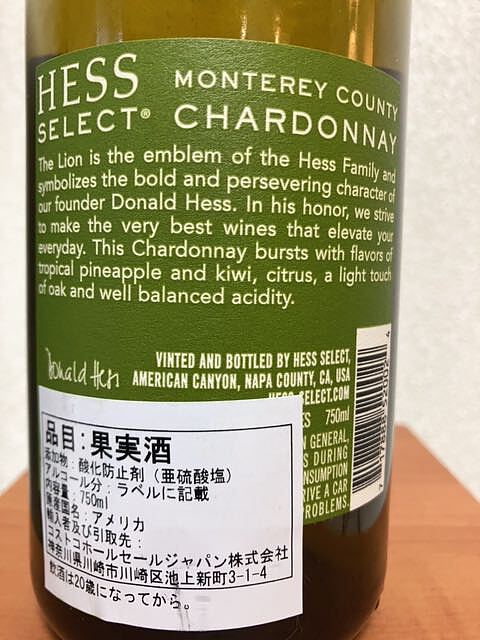 HESS
SELECT®
MONTEREY COUNTY
CHARDONNAY
The Lion is the emblem of the Hess Family and
symbolizes the bold and persevering character of
our founder Donald Hess. In his honor, we strive
to make the very best wines that elevate your
everyday. This Chardonnay bursts with flavors of
tropical pineapple and kiwi, citrus, a light touch
of oak and well balanced acidity.
Donald Hess
VINTED AND BOTTLED BY HESS SELECT,
AMERICAN CANYON, NAPA COUNTY, CA, USA
HESS SELECT.COM
750ml
GENERAL,
S DURING
NSUMPTION
RIVE A CAR
PROBLEMS.
品目:果実酒
添加物:酸化防止剤(亜硫酸塩)
アルコール分:ラベルに記載
内容量:750ml
原産国名:アメリカ
輸入者及び引取先:
コストコホールセールジャパン株式会社
神奈川県川崎市川崎区池上新町3-1-4
飲酒は20歳になってから。